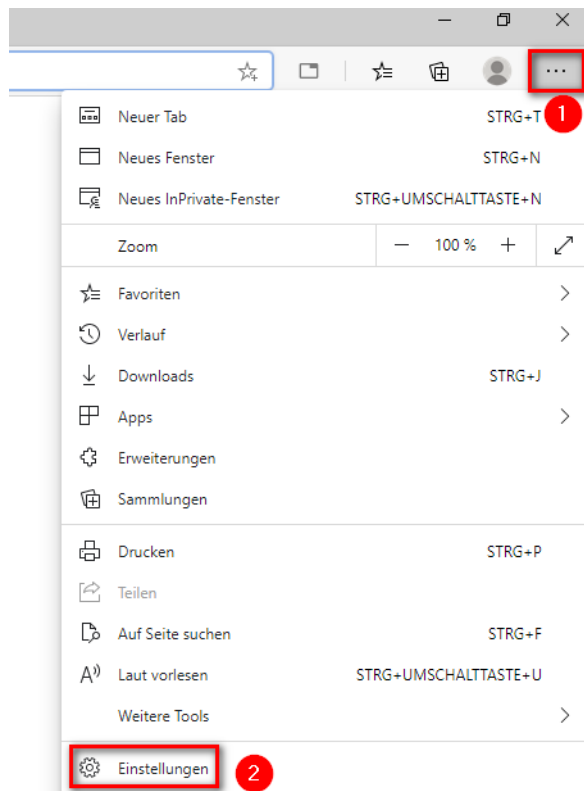 1
Neuer Tab STRG+T
Neues Fenster STRG+N
Neues InPrivate-Fenster STRG+UMSCHALTTASTE+N
Zoom — 100 % +
Favoriten
Verlauf
Downloads STRG+J
Apps
Erweiterungen
Sammlungen
Drucken STRG+P
Teilen
Auf Seite suchen STRG+F
Laut vorlesen STRG+UMSCHALTTASTE+U
Weitere Tools
Einstellungen 2